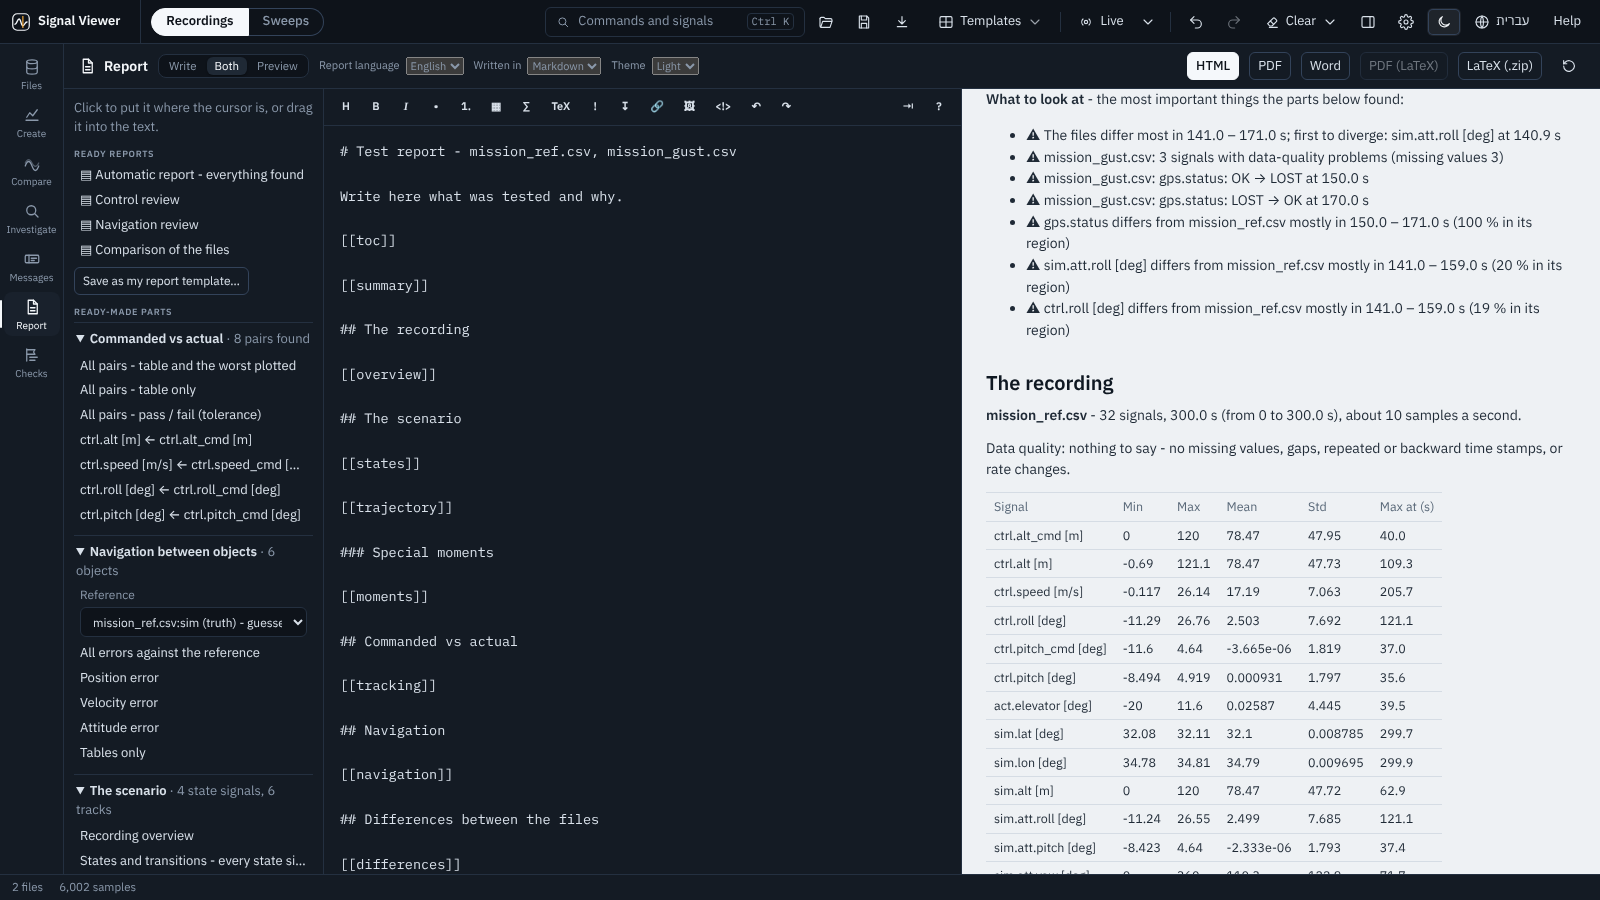 Signal Viewer
Recordings
Sweeps
Commands and signals
Ctrl K
Templates
Live
Clear
עברית
Help
Files
Create
Compare
Investigate
Messages
Report
Checks
Report
Write
Both
Preview
Report language
English
Written in
Markdown
Theme
Light
HTML
PDF
Word
PDF (LaTeX)
LaTeX (.zip)
Click to put it where the cursor is, or drag
it into the text.
READY REPORTS
Automatic report - everything found
Control review
Navigation review
Comparison of the files
Save as my report template...
READY-MADE PARTS
▼ Commanded vs actual · 8 pairs found
All pairs - table and the worst plotted
All pairs - table only
All pairs - pass / fail (tolerance)
ctrl.alt [m] ← ctrl.alt_cmd [m]
ctrl.speed [m/s] ← ctrl.speed_cmd [...
ctrl.roll [deg] ← ctrl.roll_cmd [deg]
ctrl.pitch [deg] ← ctrl.pitch_cmd [deg]
▼ Navigation between objects · 6
objects
Reference
mission_ref.csv:sim (truth) - guesse
All errors against the reference
Position error
Velocity error
Attitude error
Tables only
▼ The scenario · 4 state signals, 6
tracks
Recording overview
States and transitions - every state si...
H B I • 1. ▦ ∑ TeX ! ↧ 🔗 🖼 <!> ↶ ↷ ⇥ ?
# Test report - mission_ref.csv, mission_gust.csv
Write here what was tested and why.
[[toc]]
[[summary]]
## The recording
[[overview]]
## The scenario
[[states]]
[[trajectory]]
### Special moments
[[moments]]
## Commanded vs actual
[[tracking]]
## Navigation
[[navigation]]
## Differences between the files
[[differences]]
What to look at - the most important things the parts below found:
• ⚠ The files differ most in 141.0 – 171.0 s; first to diverge: sim.att.roll [deg] at 140.9 s
• ⚠ mission_gust.csv: 3 signals with data-quality problems (missing values 3)
• ⚠ mission_gust.csv: gps.status: OK → LOST at 150.0 s
• ⚠ mission_gust.csv: gps.status: LOST → OK at 170.0 s
• ⚠ gps.status differs from mission_ref.csv mostly in 150.0 – 171.0 s (100 % in its
region)
• ⚠ sim.att.roll [deg] differs from mission_ref.csv mostly in 141.0 – 159.0 s (20 % in its
region)
• ⚠ ctrl.roll [deg] differs from mission_ref.csv mostly in 141.0 – 159.0 s (19 % in its
region)
The recording
mission_ref.csv - 32 signals, 300.0 s (from 0 to 300.0 s), about 10 samples a second.
Data quality: nothing to say - no missing values, gaps, repeated or backward time stamps, or
rate changes.
Signal Min Max Mean Std Max at (s)
ctrl.alt_cmd [m] 0 120 78.47 47.95 40.0
ctrl.alt [m] -0.69 121.1 78.47 47.73 109.3
ctrl.speed [m/s] -0.117 26.14 17.19 7.063 205.7
ctrl.roll [deg] -11.29 26.76 2.503 7.692 121.1
ctrl.pitch_cmd [deg] -11.6 4.64 -3.665e-06 1.819 37.0
ctrl.pitch [deg] -8.494 4.919 0.000931 1.797 35.6
act.elevator [deg] -20 11.6 0.02587 4.445 39.5
sim.lat [deg] 32.08 32.11 32.1 0.008785 299.7
sim.lon [deg] 34.78 34.81 34.79 0.009695 299.9
sim.alt [m] 0 120 78.47 47.72 62.9
sim.att.roll [deg] -11.24 26.55 2.499 7.685 121.1
sim.att.pitch [deg] -8.423 4.64 -2.333e-06 1.793 37.4
2 files
6,002 samples